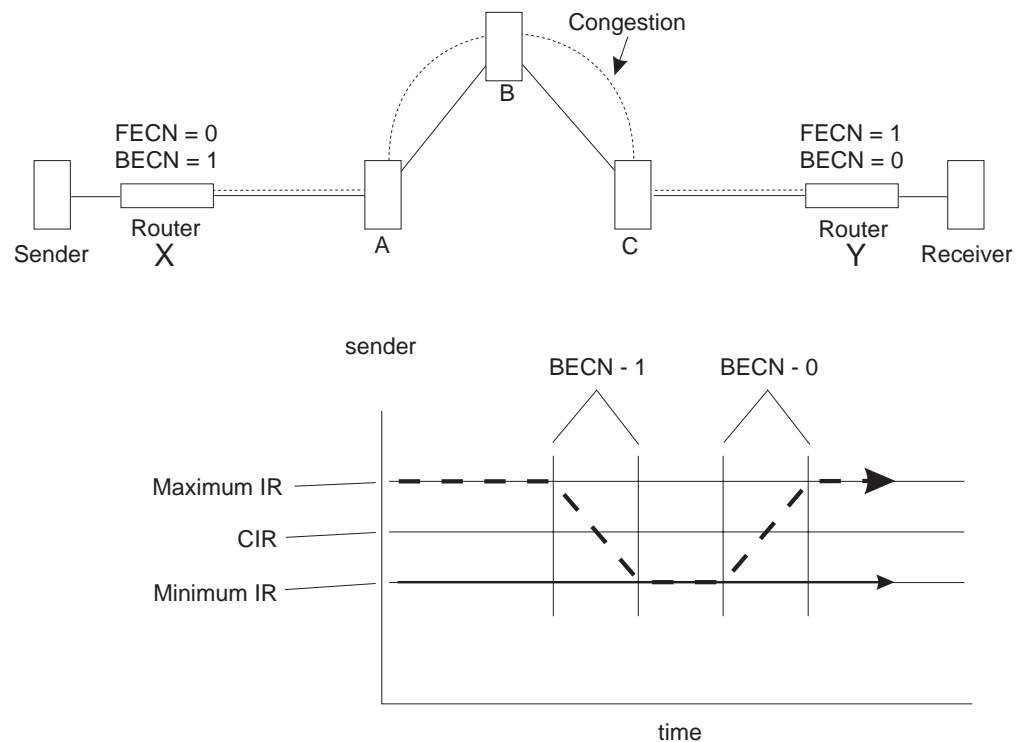 Congestion
B
FECN = 0
BECN = 1
FECN = 1
BECN = 0
Router
X
A
C
Router
Y
Sender
Receiver
sender
BECN - 1
BECN - 0
Maximum IR
CIR
Minimum IR
time